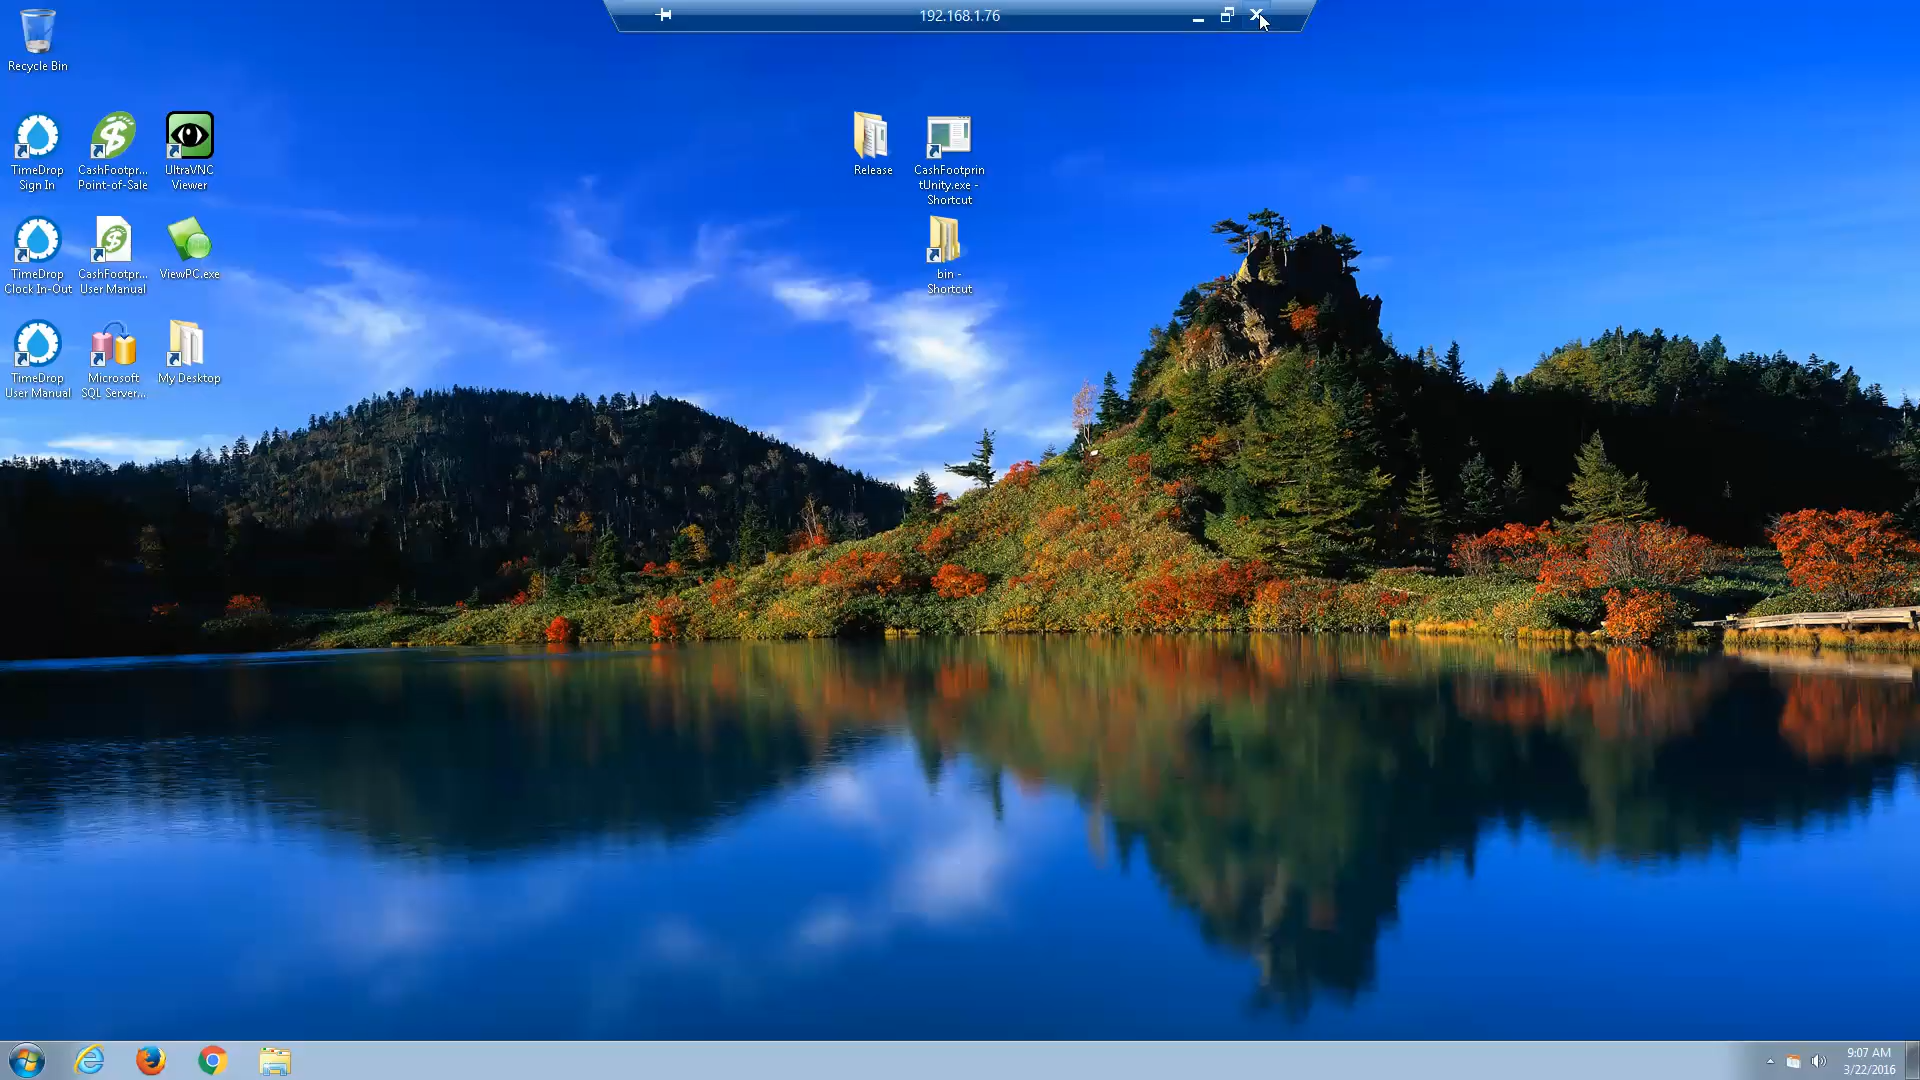 192.168.1.76
Recycle Bin
TimeDrop
Sign In
CashFootpr...
Point-of-Sale
UltraVNC
Viewer
Release
CashFootprin
tUnity.exe -
Shortcut
TimeDrop
Clock In-Out
CashFootpr...
User Manual
ViewPC.exe
bin -
Shortcut
TimeDrop
User Manual
Microsoft
SQL Server...
My Desktop
9:07 AM
3/22/2016